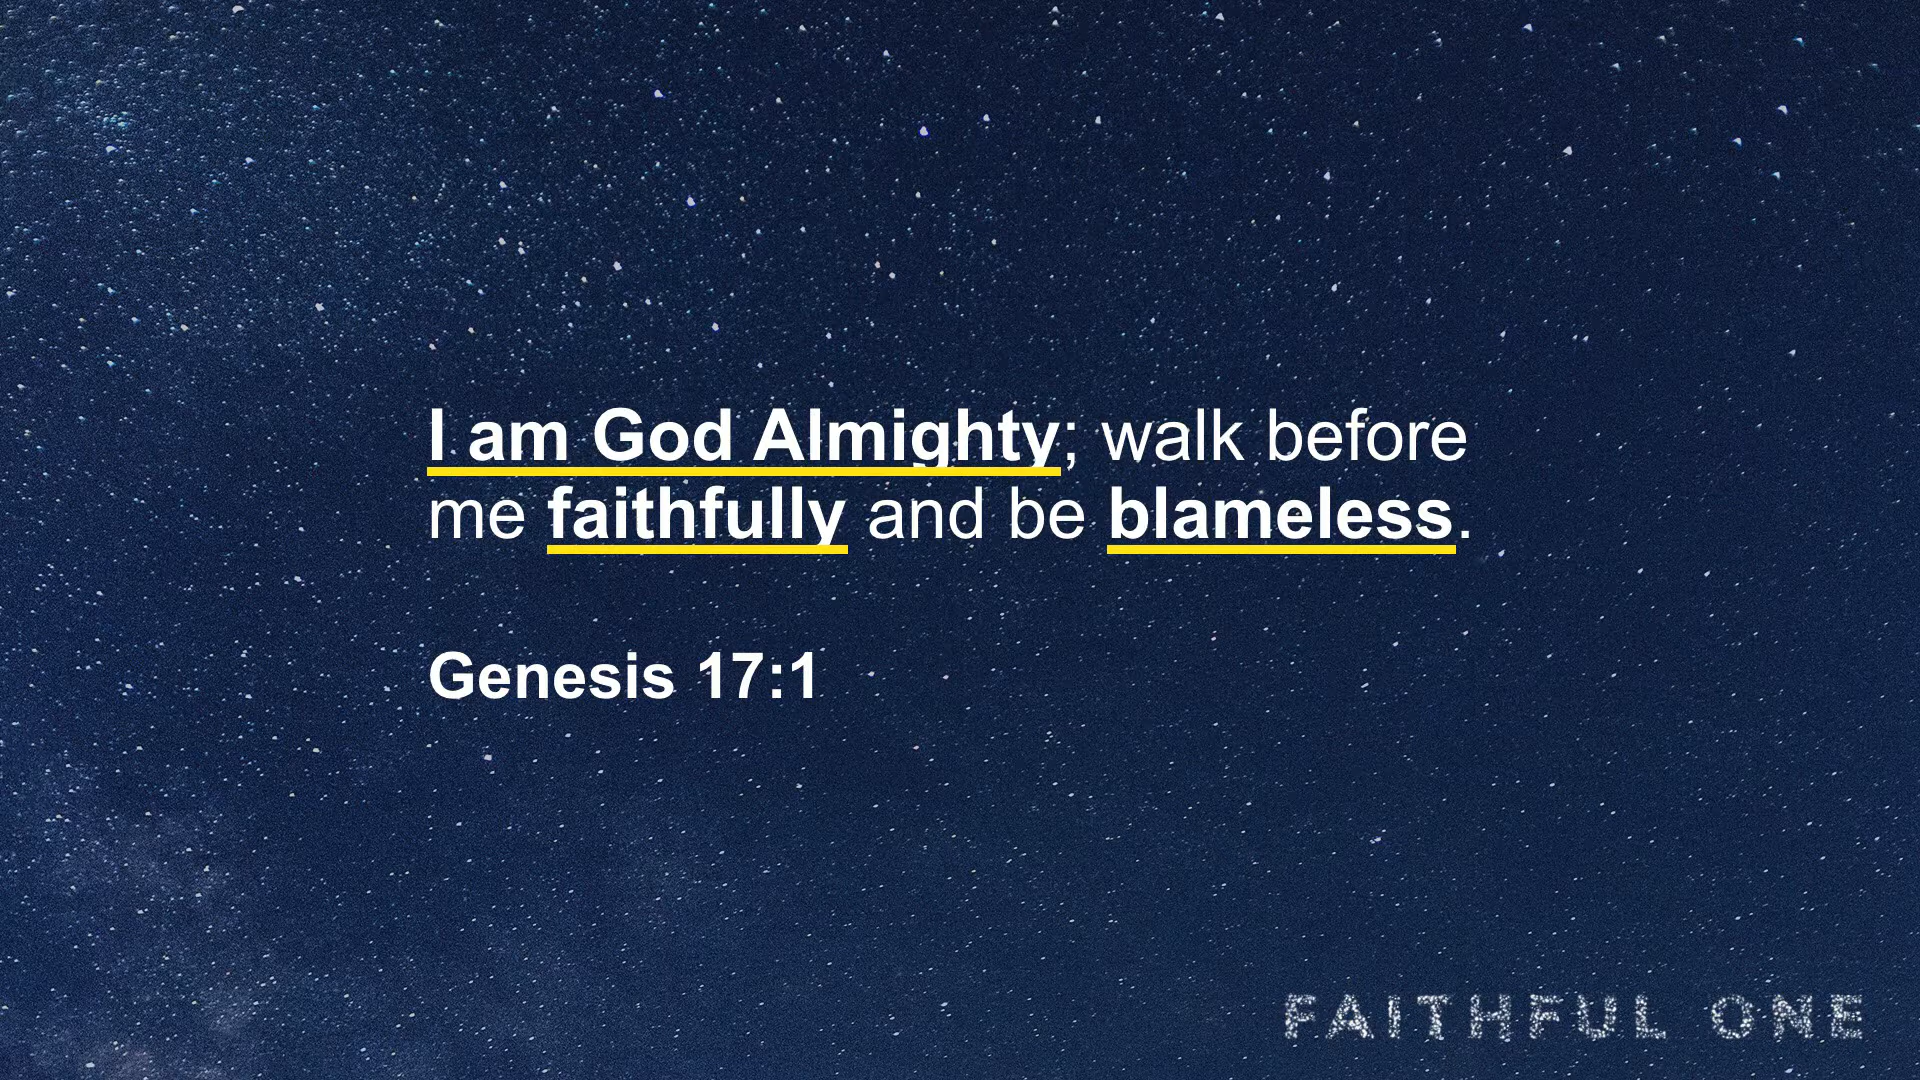 I am God Almighty; walk before
me faithfully and be blameless.
Genesis 17:1
FAITHFUL ONE